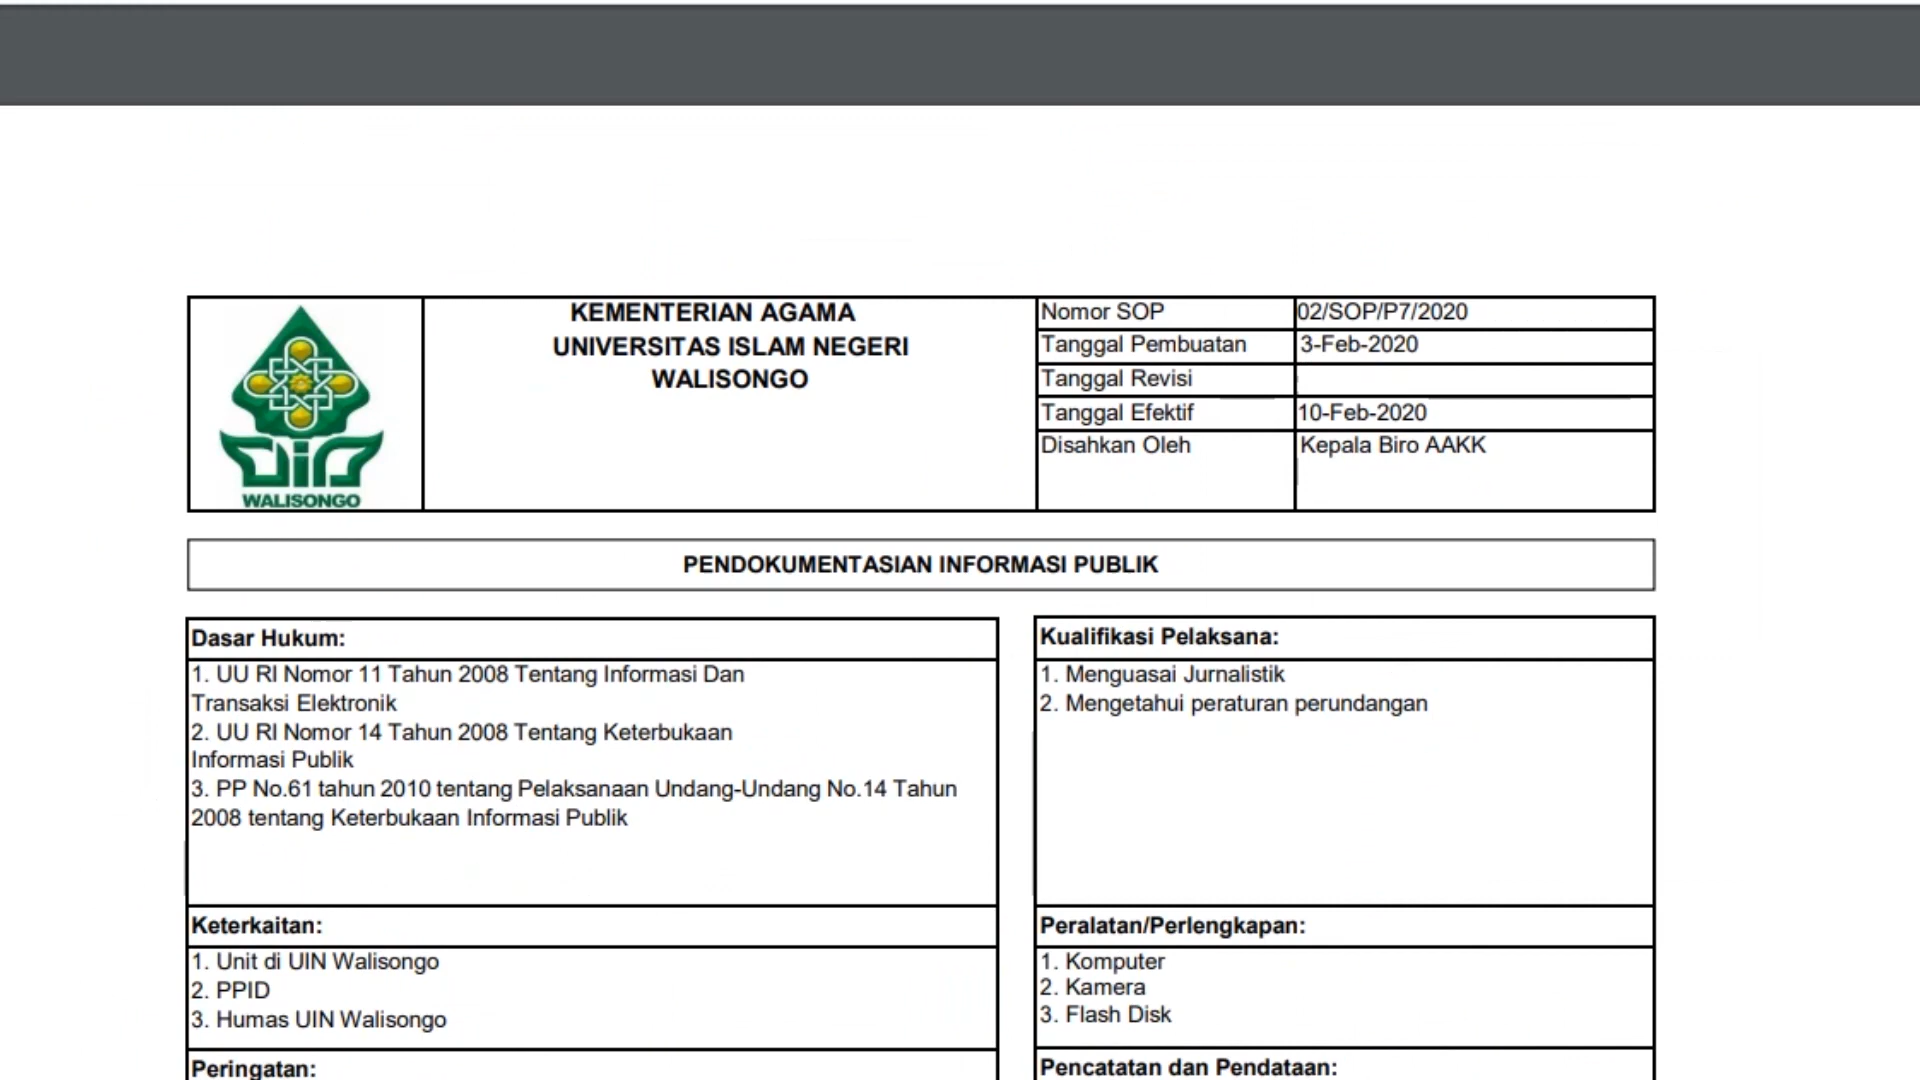 WALISONGO
KEMENTERIAN AGAMA
UNIVERSITAS ISLAM NEGERI
WALISONGO
Nomor SOP 02/SOP/P7/2020
Tanggal Pembuatan 3-Feb-2020
Tanggal Revisi
Tanggal Efektif 10-Feb-2020
Disahkan Oleh Kepala Biro AAKK
PENDOKUMENTASIAN INFORMASI PUBLIK
Dasar Hukum:
1. UU RI Nomor 11 Tahun 2008 Tentang Informasi Dan
Transaksi Elektronik
2. UU RI Nomor 14 Tahun 2008 Tentang Keterbukaan
Informasi Publik
3. PP No.61 tahun 2010 tentang Pelaksanaan Undang-Undang No.14 Tahun
2008 tentang Keterbukaan Informasi Publik
Kualifikasi Pelaksana:
1. Menguasai Jurnalistik
2. Mengetahui peraturan perundangan
Keterkaitan:
1. Unit di UIN Walisongo
2. PPID
3. Humas UIN Walisongo
Peralatan/Perlengkapan:
1. Komputer
2. Kamera
3. Flash Disk
Peringatan:
Pencatatan dan Pendataan: